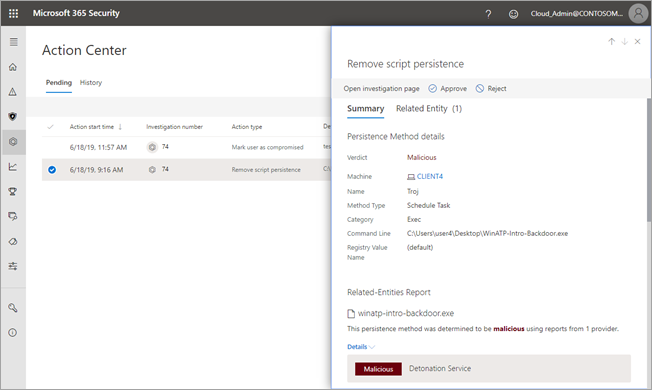 Microsoft 365 Security
?
Cloud_Admin@CONTOSOM...
Action Center
Pending History
Action start time ↓ Investigation number Action type De
6/18/19, 11:57 AM 74 Mark user as compromised tes
6/18/19, 9:16 AM 74 Remove script persistence C:\
Remove script persistence
Open investigation page Approve Reject
Summary Related Entity (1)
Persistence Method details
Verdict Malicious
Machine CLIENT4
Name Troj
Method Type Schedule Task
Category Exec
Command Line C:\Users\user4\Desktop\WinATP-Intro-Backdoor.exe
Registry Value (default)
Name
Related-Entities Report
winatp-intro-backdoor.exe
This persistence method was determined to be malicious using reports from 1 provider.
Details
Malicious Detonation Service